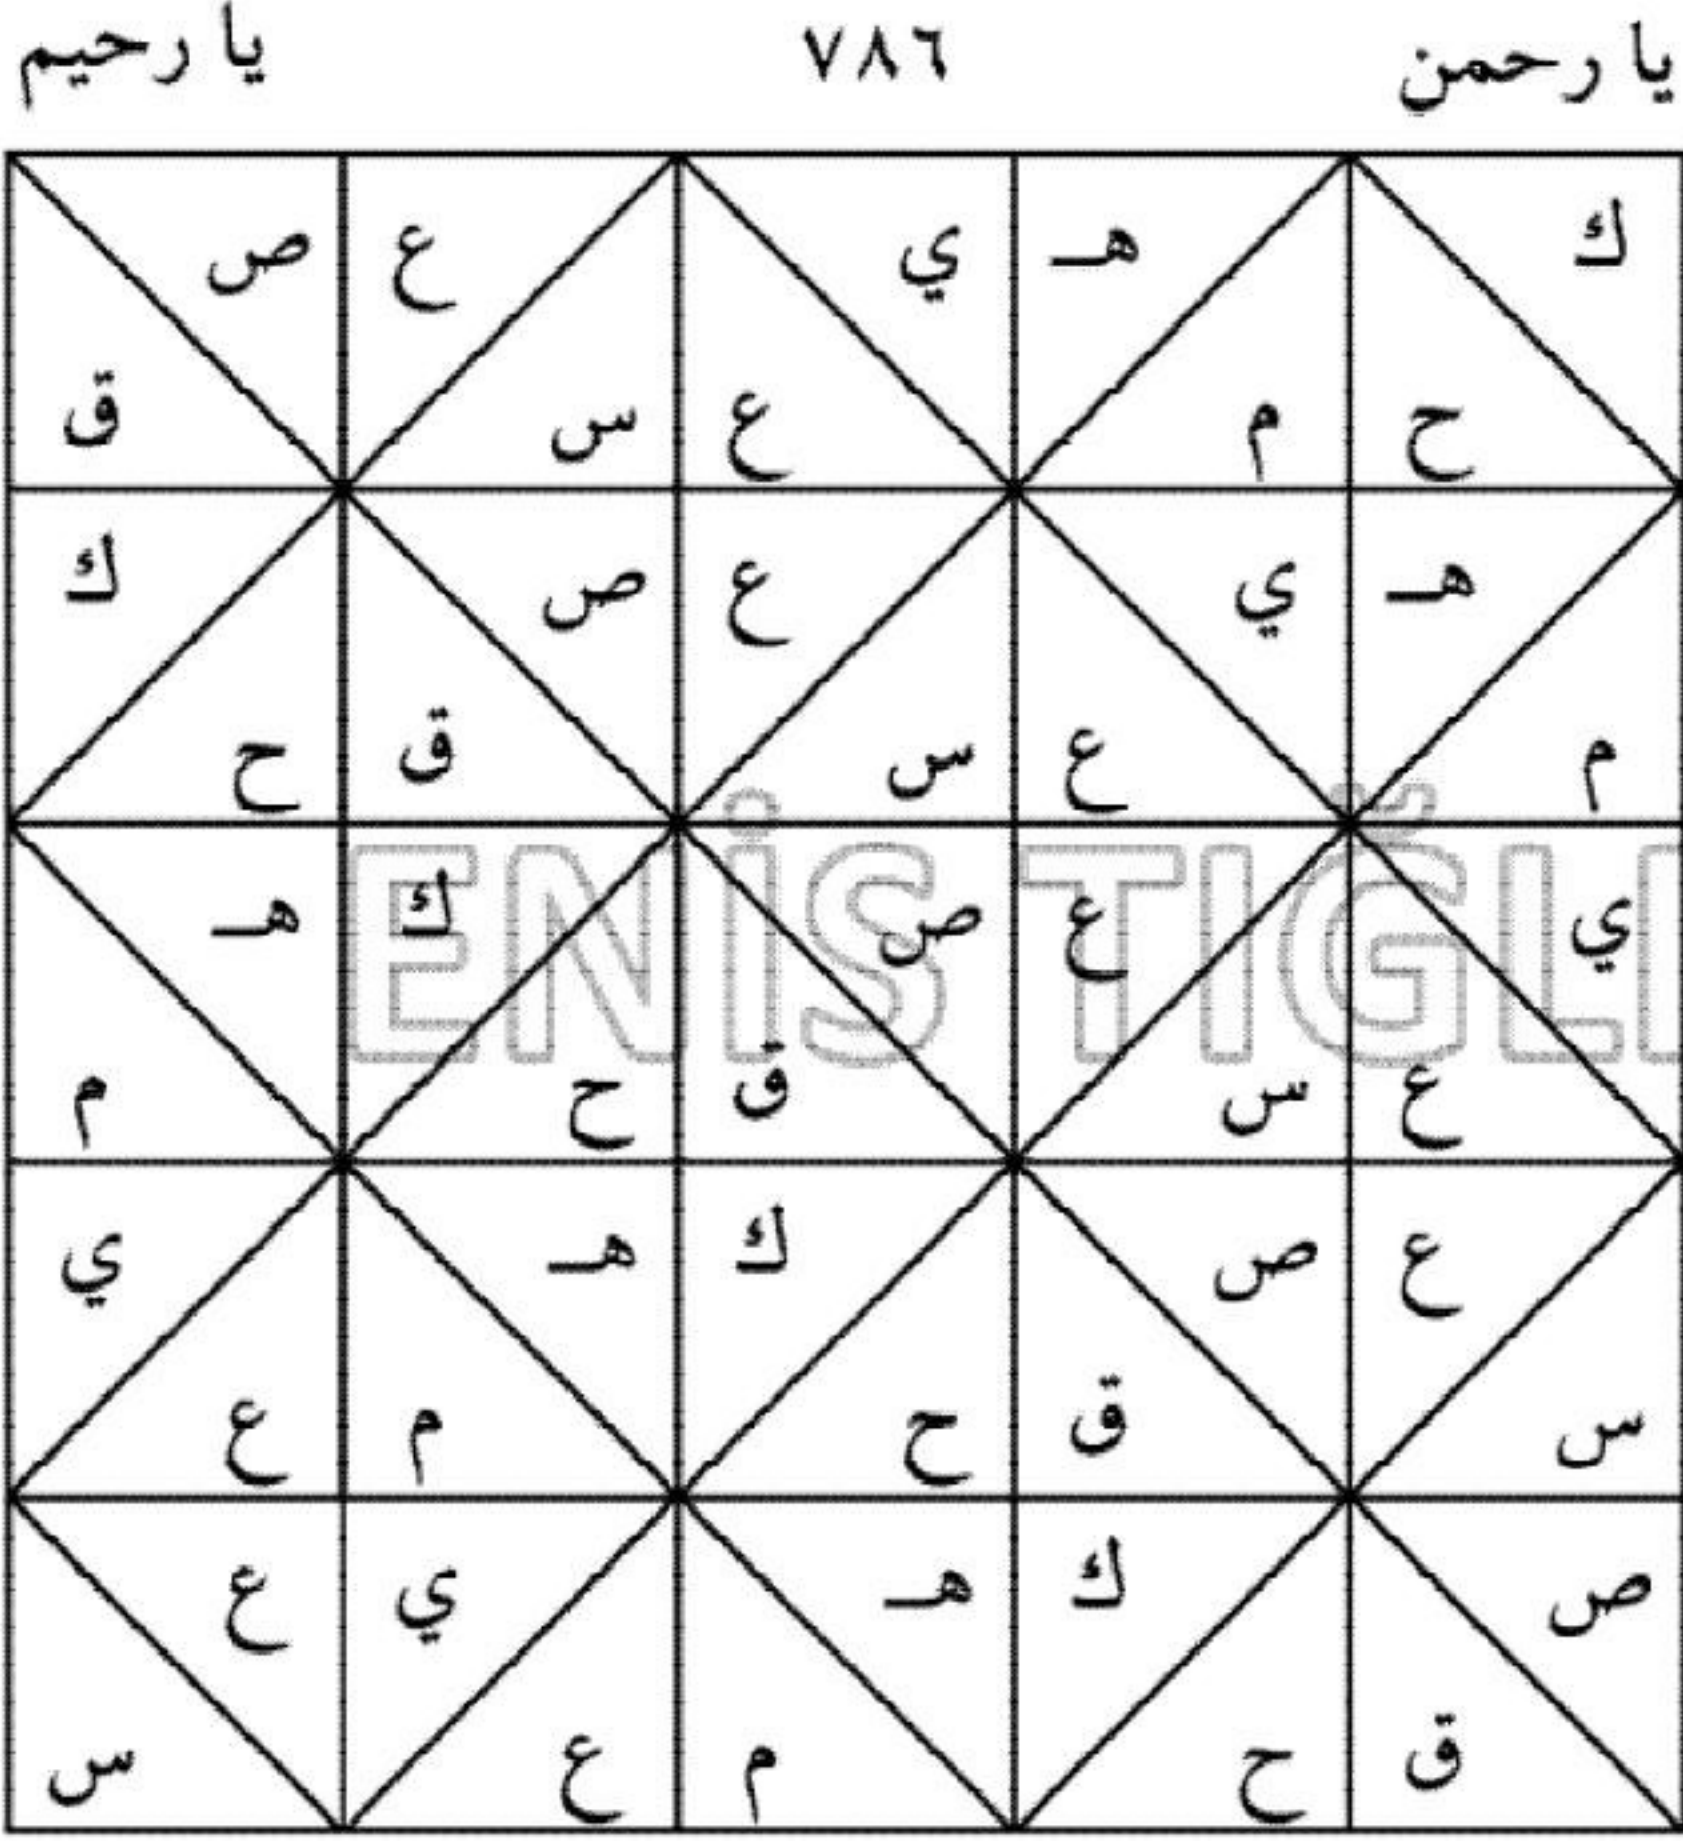 يا رحمن ٧٨٦ يا رحيم
ك هـ ي ع ص
ح م ع س ق
هـ ي ع ص ك
م ع س ق ح
ي ع ص ك هـ
ع س ق ح م
ع ص ك هـ ي
س ق ح م ع
ص ك هـ ي ع
ق ح م ع س
ENİS TIĞLI